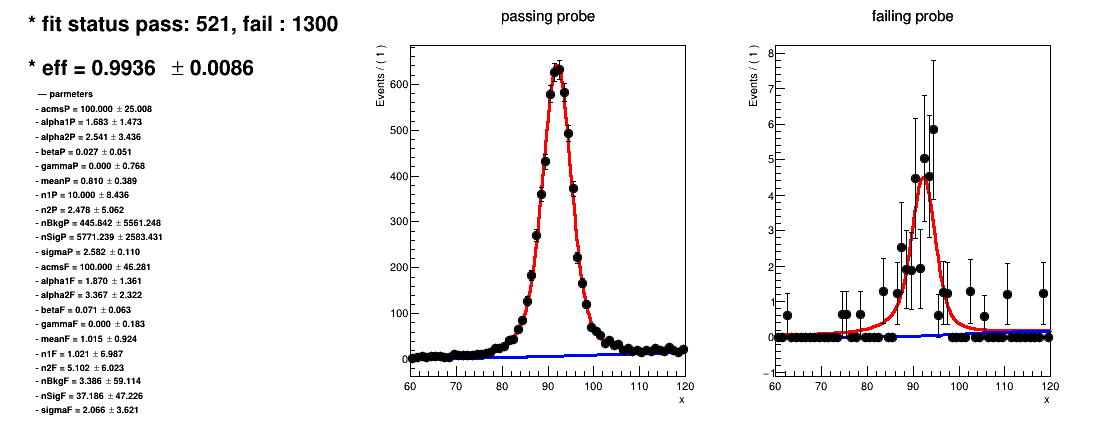 * fit status pass: 521, fail : 1300
* eff = 0.9936 ± 0.0086
--- parmeters
- acmsP = 100.000 ± 25.008
- alpha1P = 1.683 ± 1.473
- alpha2P = 2.541 ± 3.436
- betaP = 0.027 ± 0.051
- gammaP = 0.000 ± 0.768
- meanP = 0.810 ± 0.389
- n1P = 10.000 ± 8.436
- n2P = 2.478 ± 5.062
- nBkgP = 445.842 ± 5561.248
- nSigP = 5771.239 ± 2583.431
- sigmaP = 2.582 ± 0.110
- acmsF = 100.000 ± 46.281
- alpha1F = 1.870 ± 1.361
- alpha2F = 3.367 ± 2.322
- betaF = 0.071 ± 0.063
- gammaF = 0.000 ± 0.183
- meanF = 1.015 ± 0.924
- n1F = 1.021 ± 6.987
- n2F = 5.102 ± 6.023
- nBkgF = 3.386 ± 59.114
- nSigF = 37.186 ± 47.226
- sigmaF = 2.066 ± 3.621
passing probe
Events / ( 1 )
600
500
400
300
200
100
0
60 70 80 90 100 110 120
x
failing probe
Events / ( 1 )
8
7
6
5
4
3
2
1
0
−1
60 70 80 90 100 110 120
x